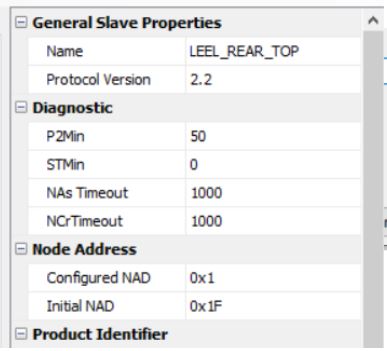 General Slave Properties
Name LEEL_REAR_TOP
Protocol Version 2.2
Diagnostic
P2Min 50
STMin 0
NAs Timeout 1000
NCrTimeout 1000
Node Address
Configured NAD 0x1
Initial NAD 0x1F
Product Identifier